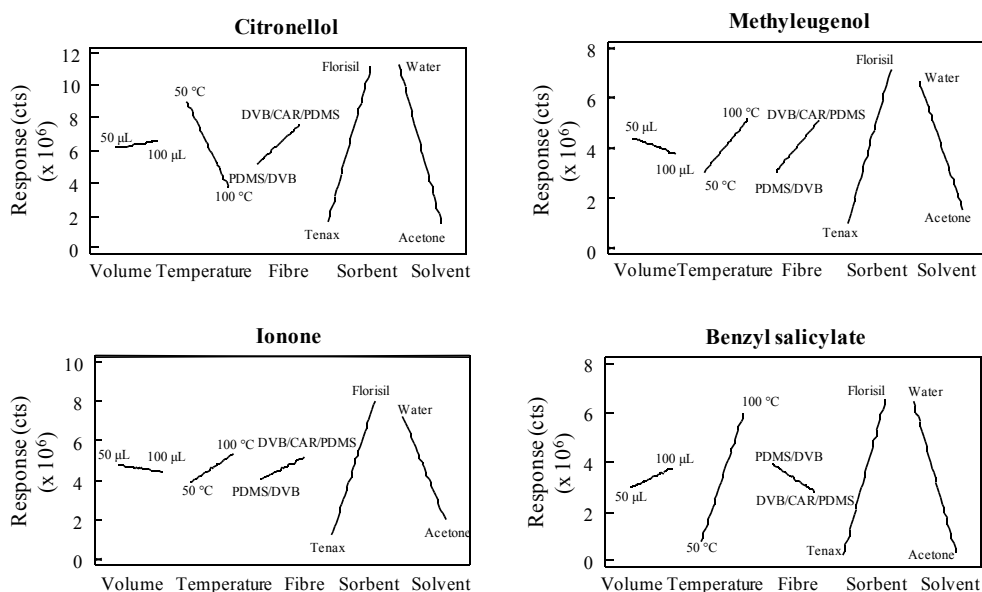 Citronellol
Response (cts)
(x 10⁶)
12
10
8
6
4
2
0
50 μL
100 μL
50 °C
100 °C
DVB/CAR/PDMS
PDMS/DVB
Florisil
Tenax
Water
Acetone
Volume Temperature Fibre Sorbent Solvent
Methyleugenol
Response (cts)
(x 10⁶)
8
6
4
2
0
50 μL
100 μL
100 °C
50 °C
DVB/CAR/PDMS
PDMS/DVB
Florisil
Tenax
Water
Acetone
Volume Temperature Fibre Sorbent Solvent
Ionone
Response (cts)
(x 10⁶)
10
8
6
4
2
0
50 μL
100 μL
100 °C
50 °C
DVB/CAR/PDMS
PDMS/DVB
Florisil
Tenax
Water
Acetone
Volume Temperature Fibre Sorbent Solvent
Benzyl salicylate
Response (cts)
(x 10⁶)
8
6
4
2
0
50 μL
100 μL
100 °C
50 °C
PDMS/DVB
DVB/CAR/PDMS
Florisil
Tenax
Water
Acetone
Volume Temperature Fibre Sorbent Solvent